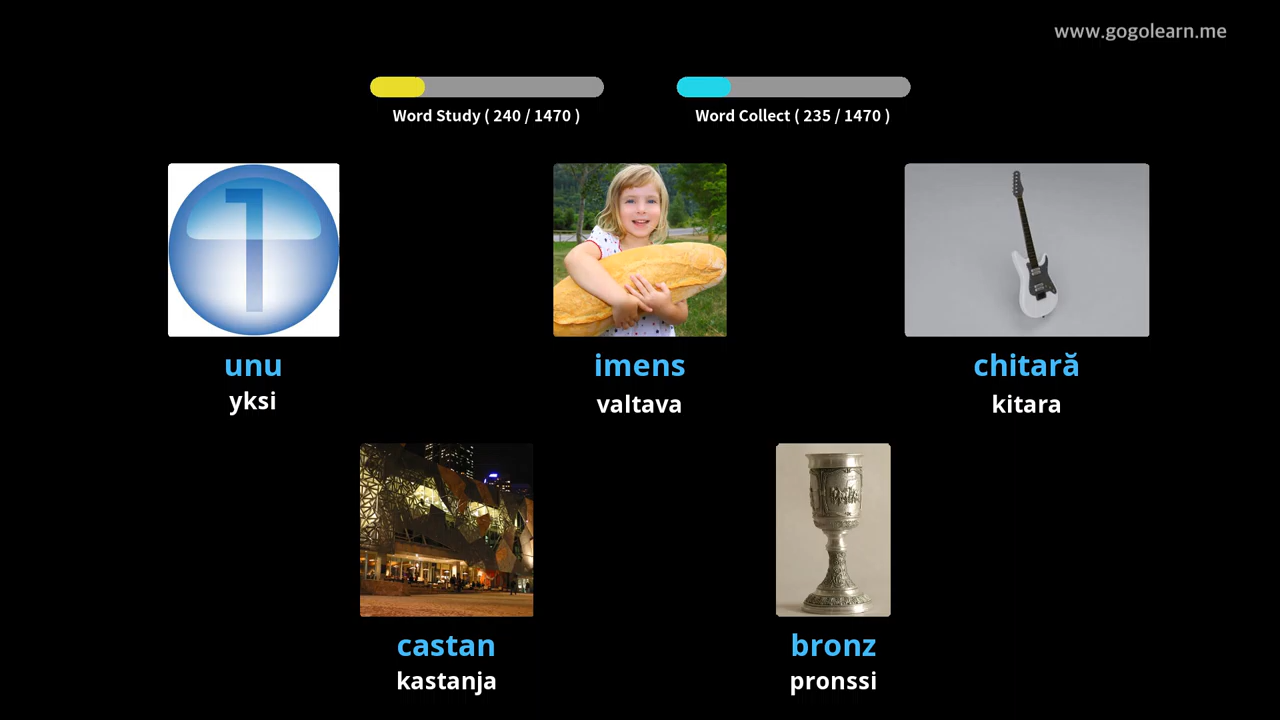 www.gogolearn.me
Word Study ( 240 / 1470 )
Word Collect ( 235 / 1470 )
1
unu
yksi
imens
valtava
chitară
kitara
castan
kastanja
bronz
pronssi